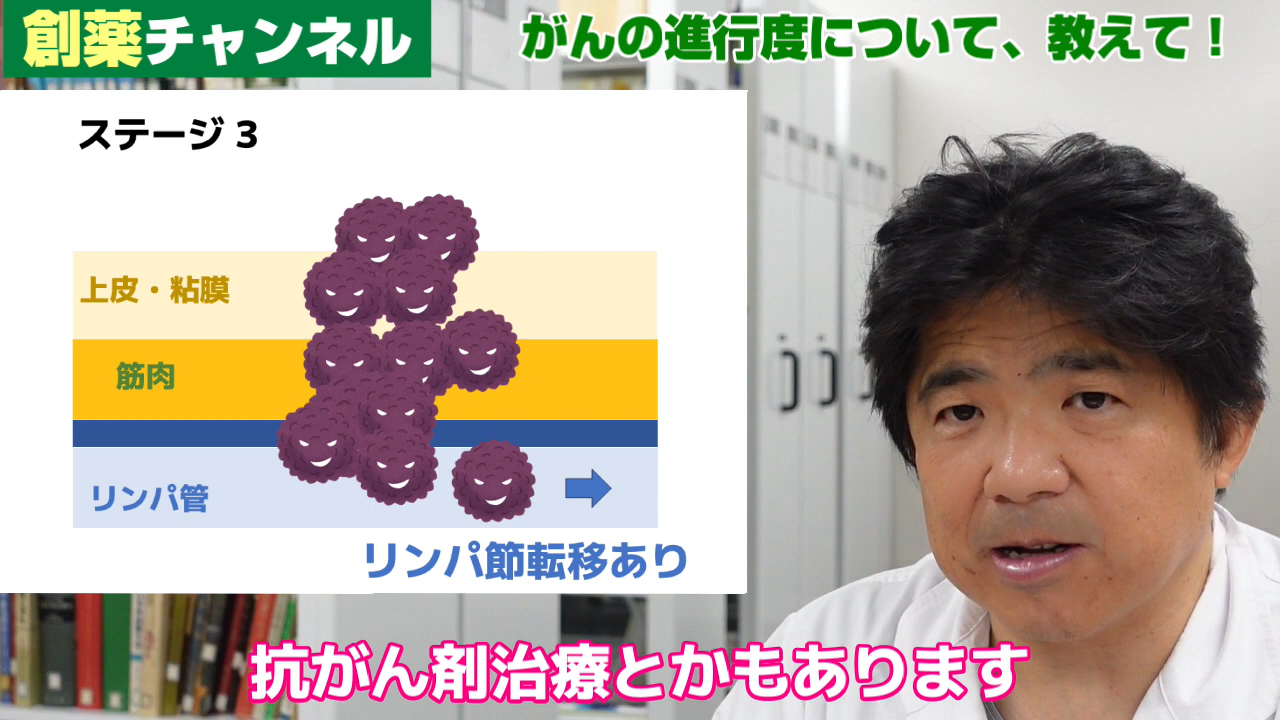 創薬チャンネル
がんの進行度について、教えて！
ステージ３
上皮・粘膜
筋肉
リンパ管
リンパ節転移あり
抗がん剤治療とかもあります